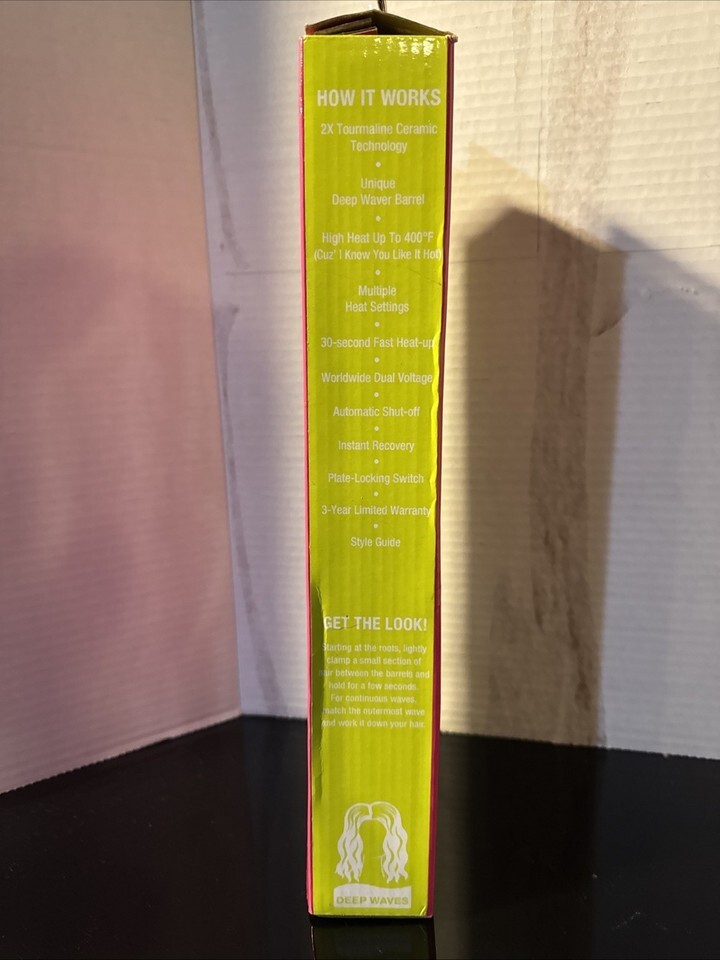 HOW IT WORKS
2X Tourmaline Ceramic
Technology
•
Unique
Deep Waver Barrel
•
High Heat Up To 400°F
(Cuz' I Know You Like It Hot)
•
Multiple
Heat Settings
•
30-second Fast Heat-up
•
Worldwide Dual Voltage
•
Automatic Shut-off
•
Instant Recovery
•
Plate-Locking Switch
•
3-Year Limited Warranty
•
Style Guide
GET THE LOOK!
Starting at the roots, lightly
clamp a small section of
hair between the barrels and
hold for a few seconds.
For continuous waves,
match the outermost wave
and work it down your hair.
DEEP WAVES